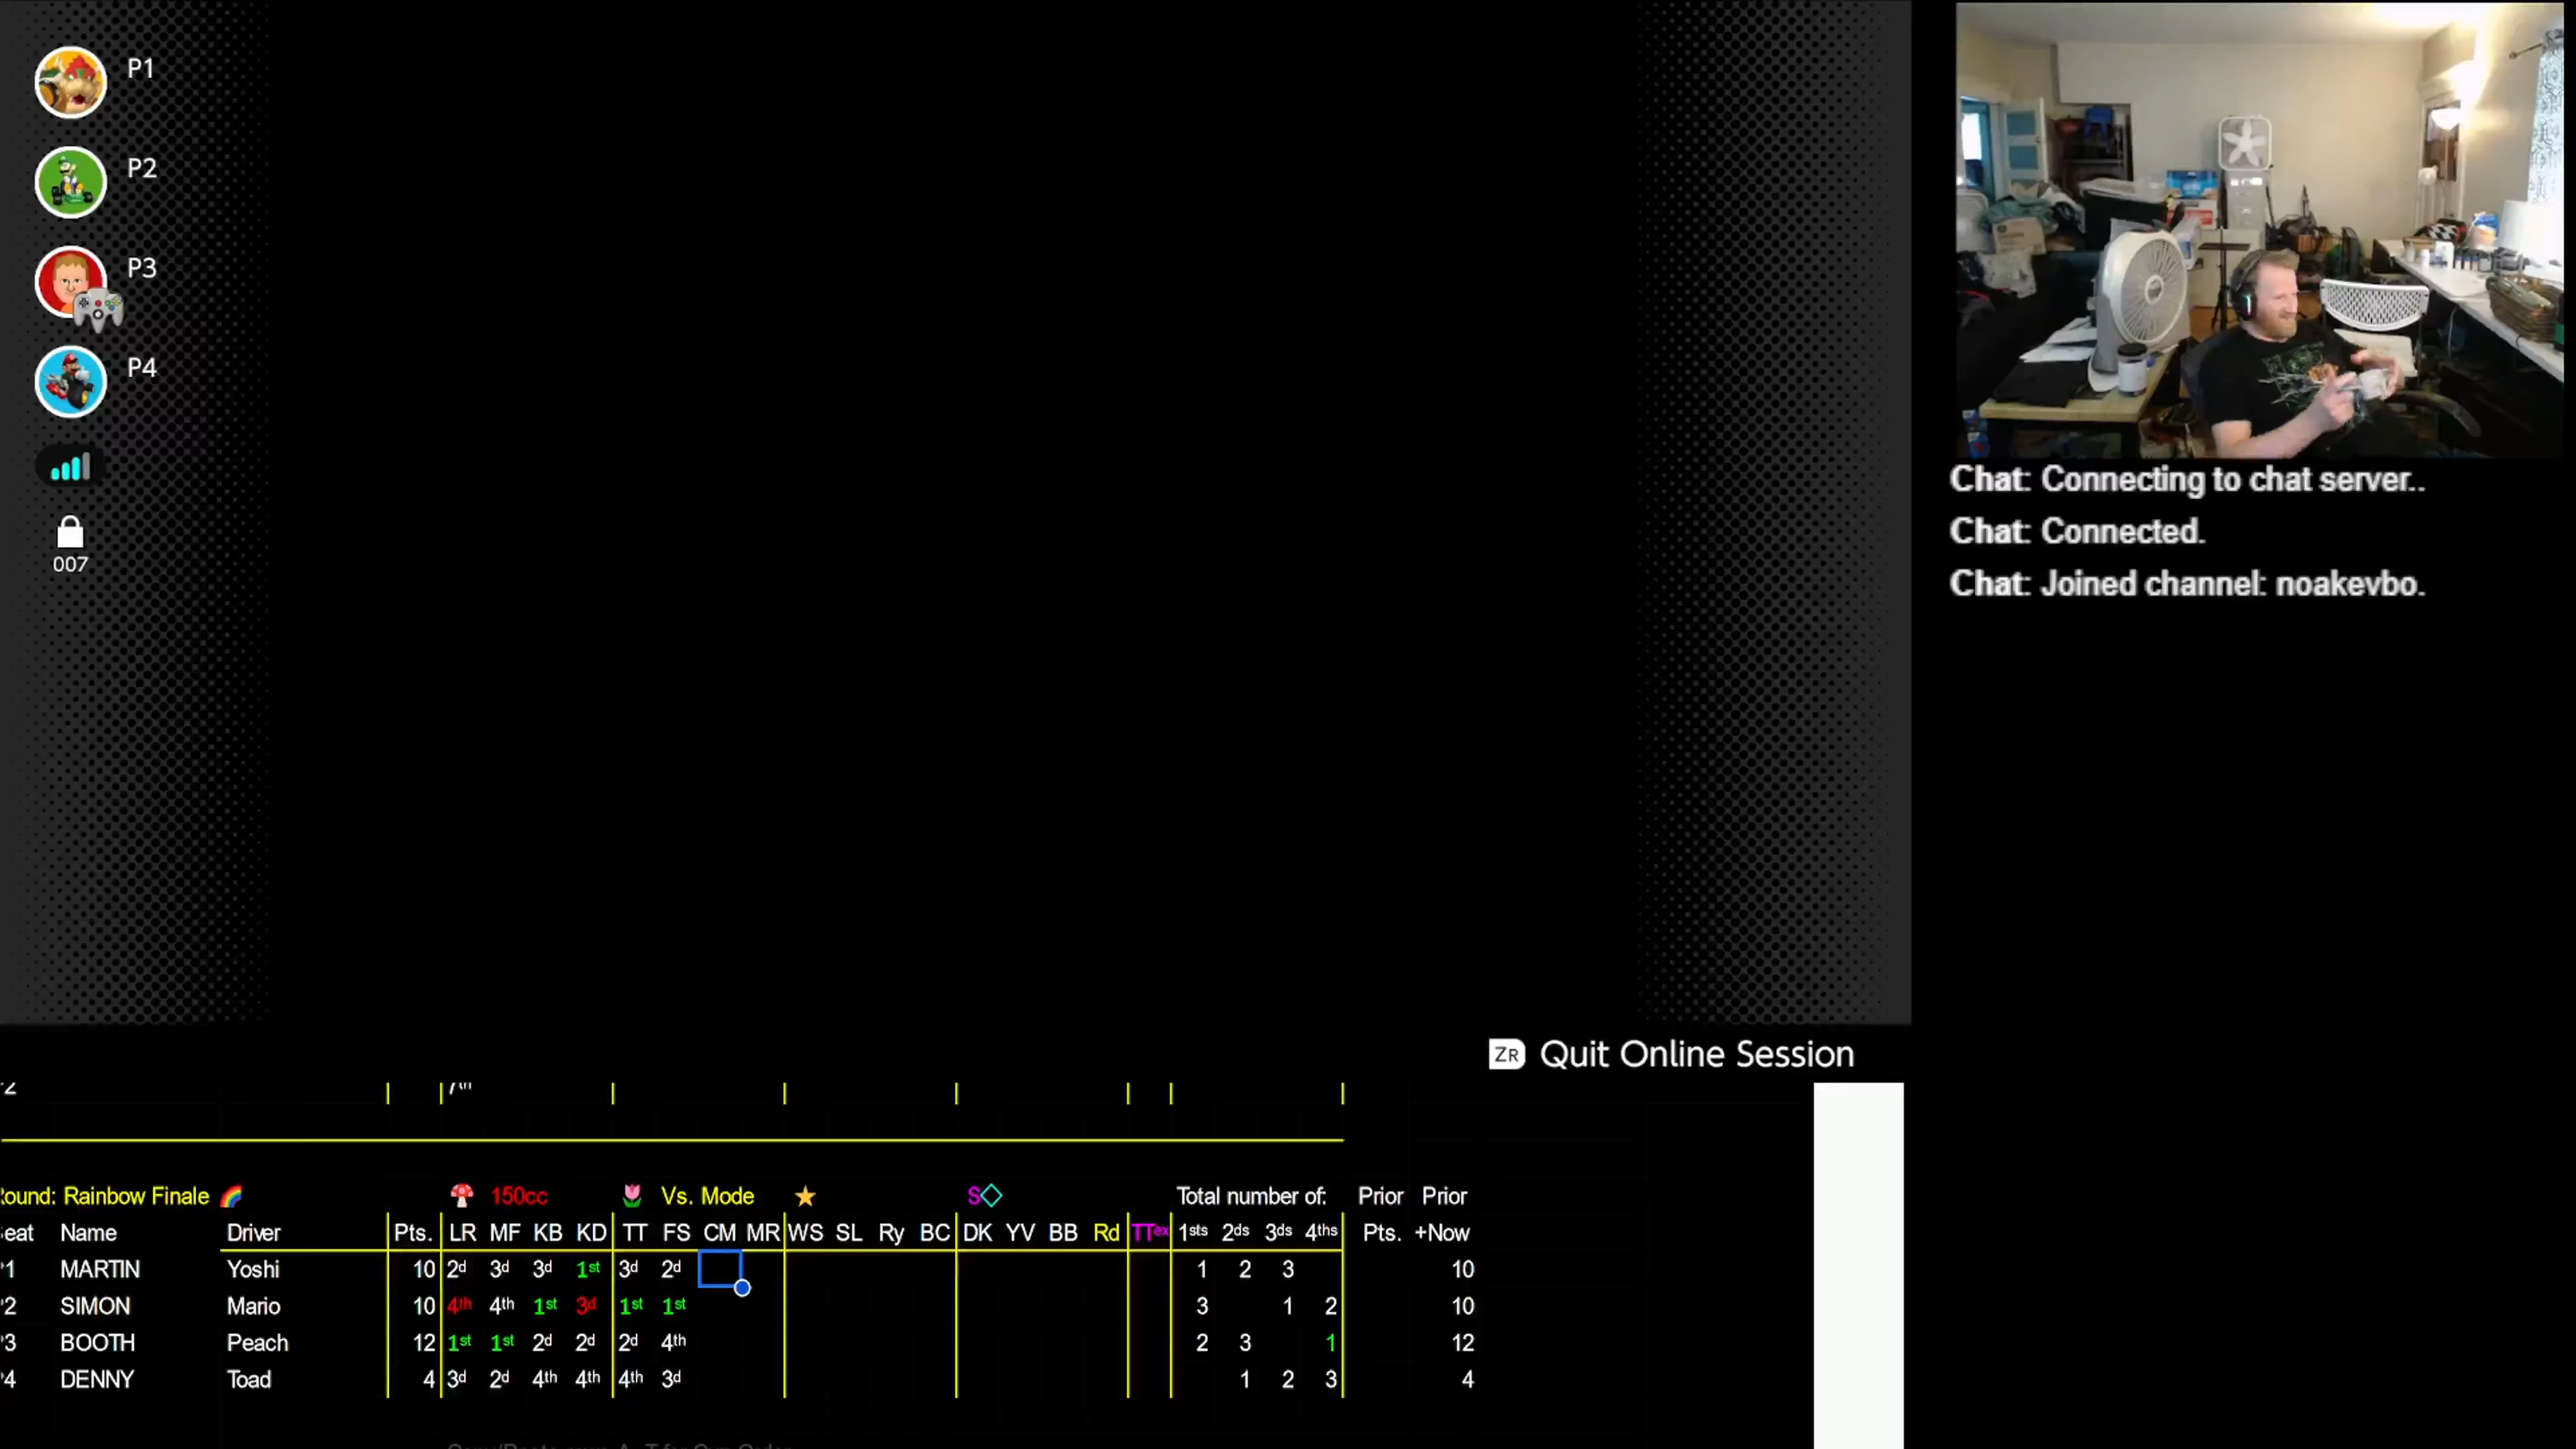 P1
P2
P3
P4
007
Chat: Connecting to chat server..
Chat: Connected.
Chat: Joined channel: noakevbo.
ZR Quit Online Session
7th
Round: Rainbow Finale 🌈 🍄 150cc 🌷 Vs. Mode ⭐ S◇ Total number of: Prior Prior
eat Name Driver Pts. LR MF KB KD TT FS CM MR WS SL Ry BC DK YV BB Rd TTex 1sts 2ds 3ds 4ths Pts. +Now
1 MARTIN Yoshi 10 2d 3d 3d 1st 3d 2d 1 2 3 10
2 SIMON Mario 10 4th 4th 1st 3d 1st 1st 3 1 2 10
3 BOOTH Peach 12 1st 1st 2d 2d 2d 4th 2 3 1 12
4 DENNY Toad 4 3d 2d 4th 4th 4th 3d 1 2 3 4